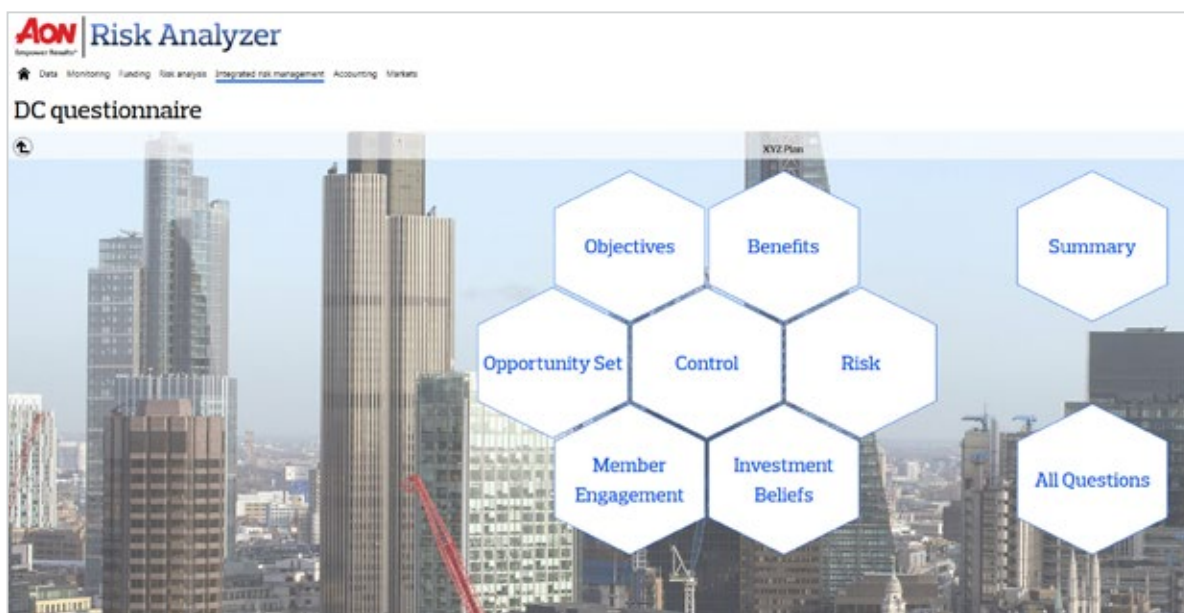 AON
Empower Results®
Risk Analyzer
Data Monitoring Funding Risk analysis Integrated risk management Accounting Markets
DC questionnaire
XYZ Plan
Objectives
Benefits
Summary
Opportunity Set
Control
Risk
Member
Engagement
Investment
Beliefs
All Questions